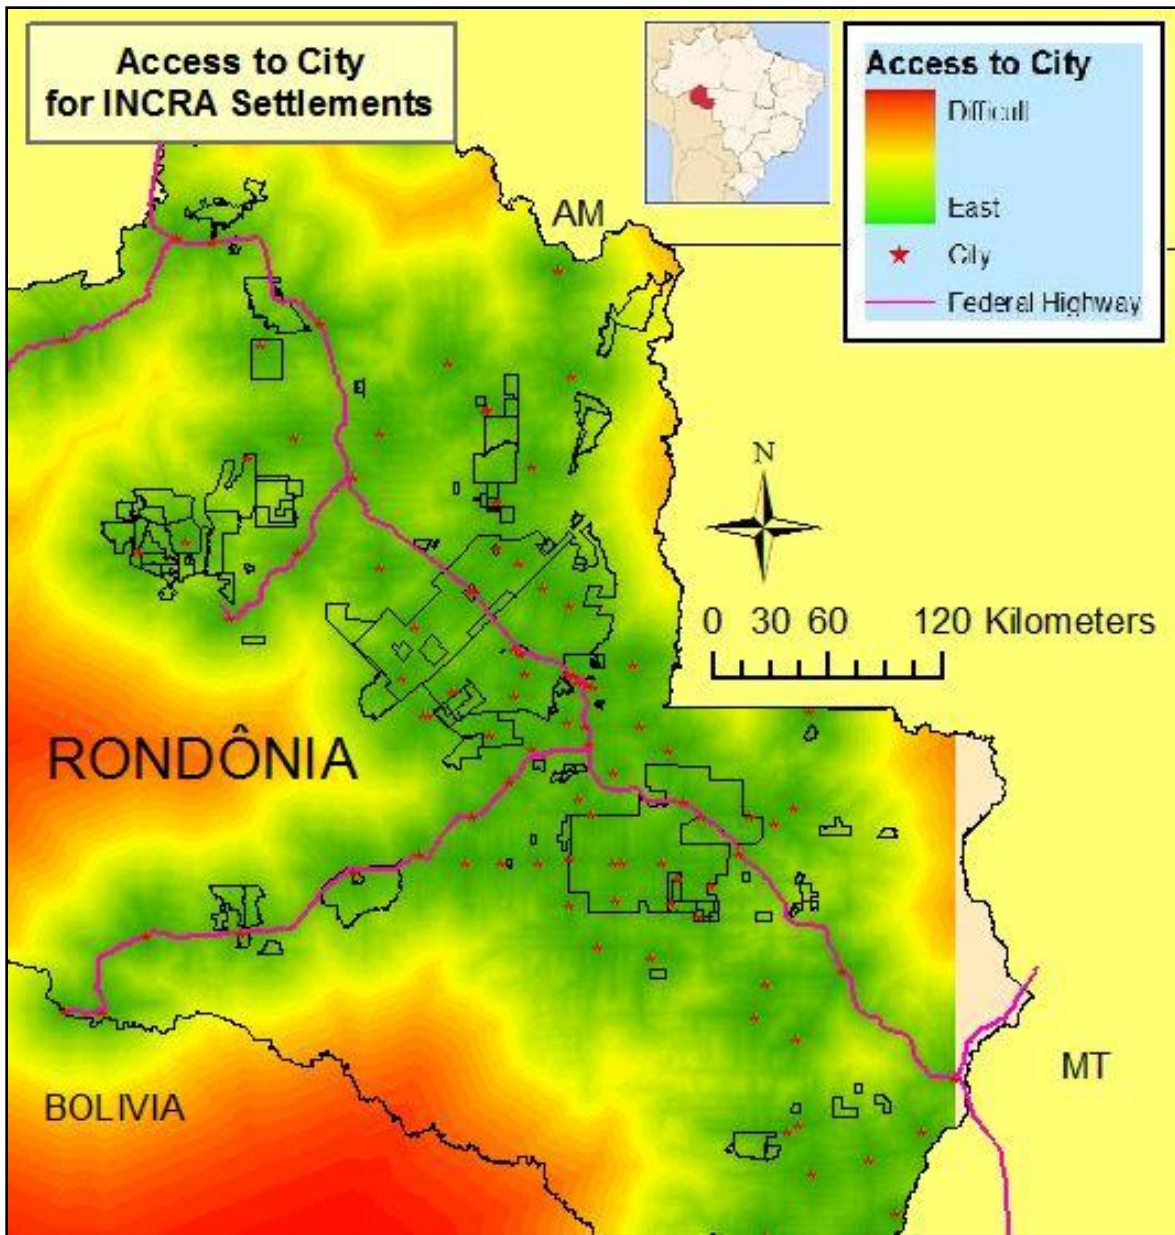 Access to City
for INCRA Settlements
Access to City
Difficult
East
City
Federal Highway
AM
N
0 30 60 120 Kilometers
RONDÔNIA
MT
BOLIVIA